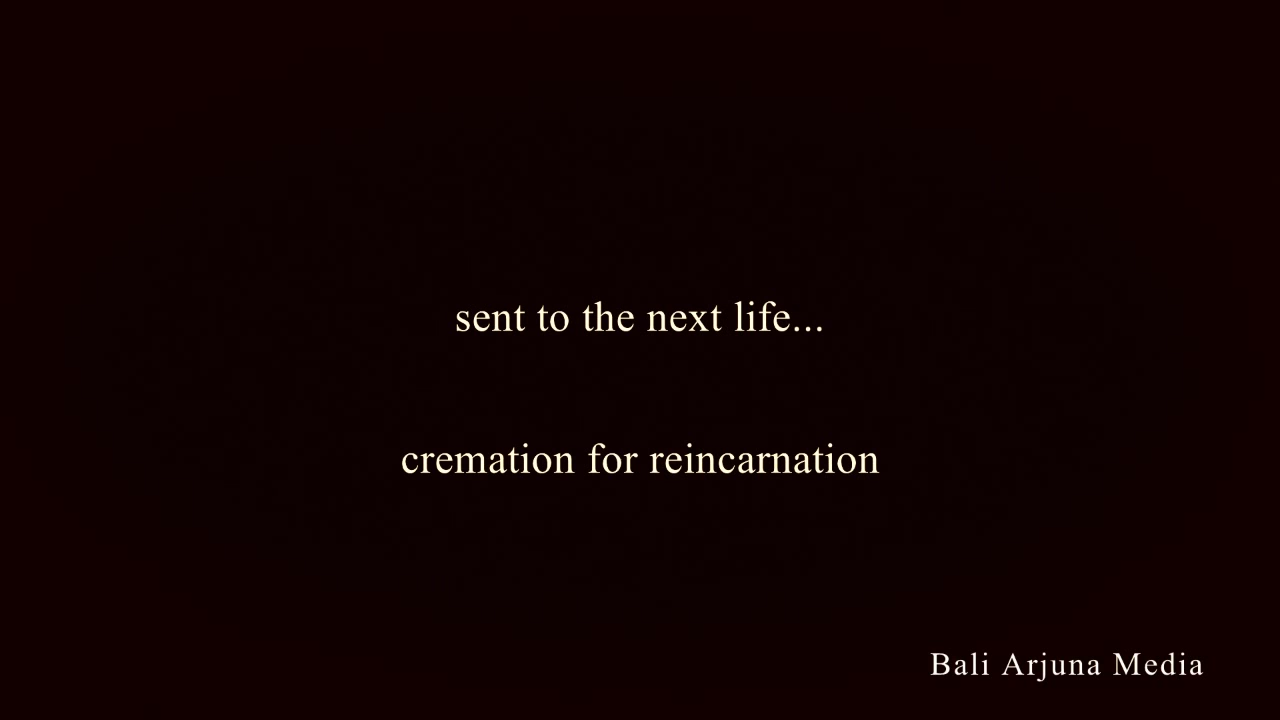 sent to the next life...
cremation for reincarnation
Bali Arjuna Media